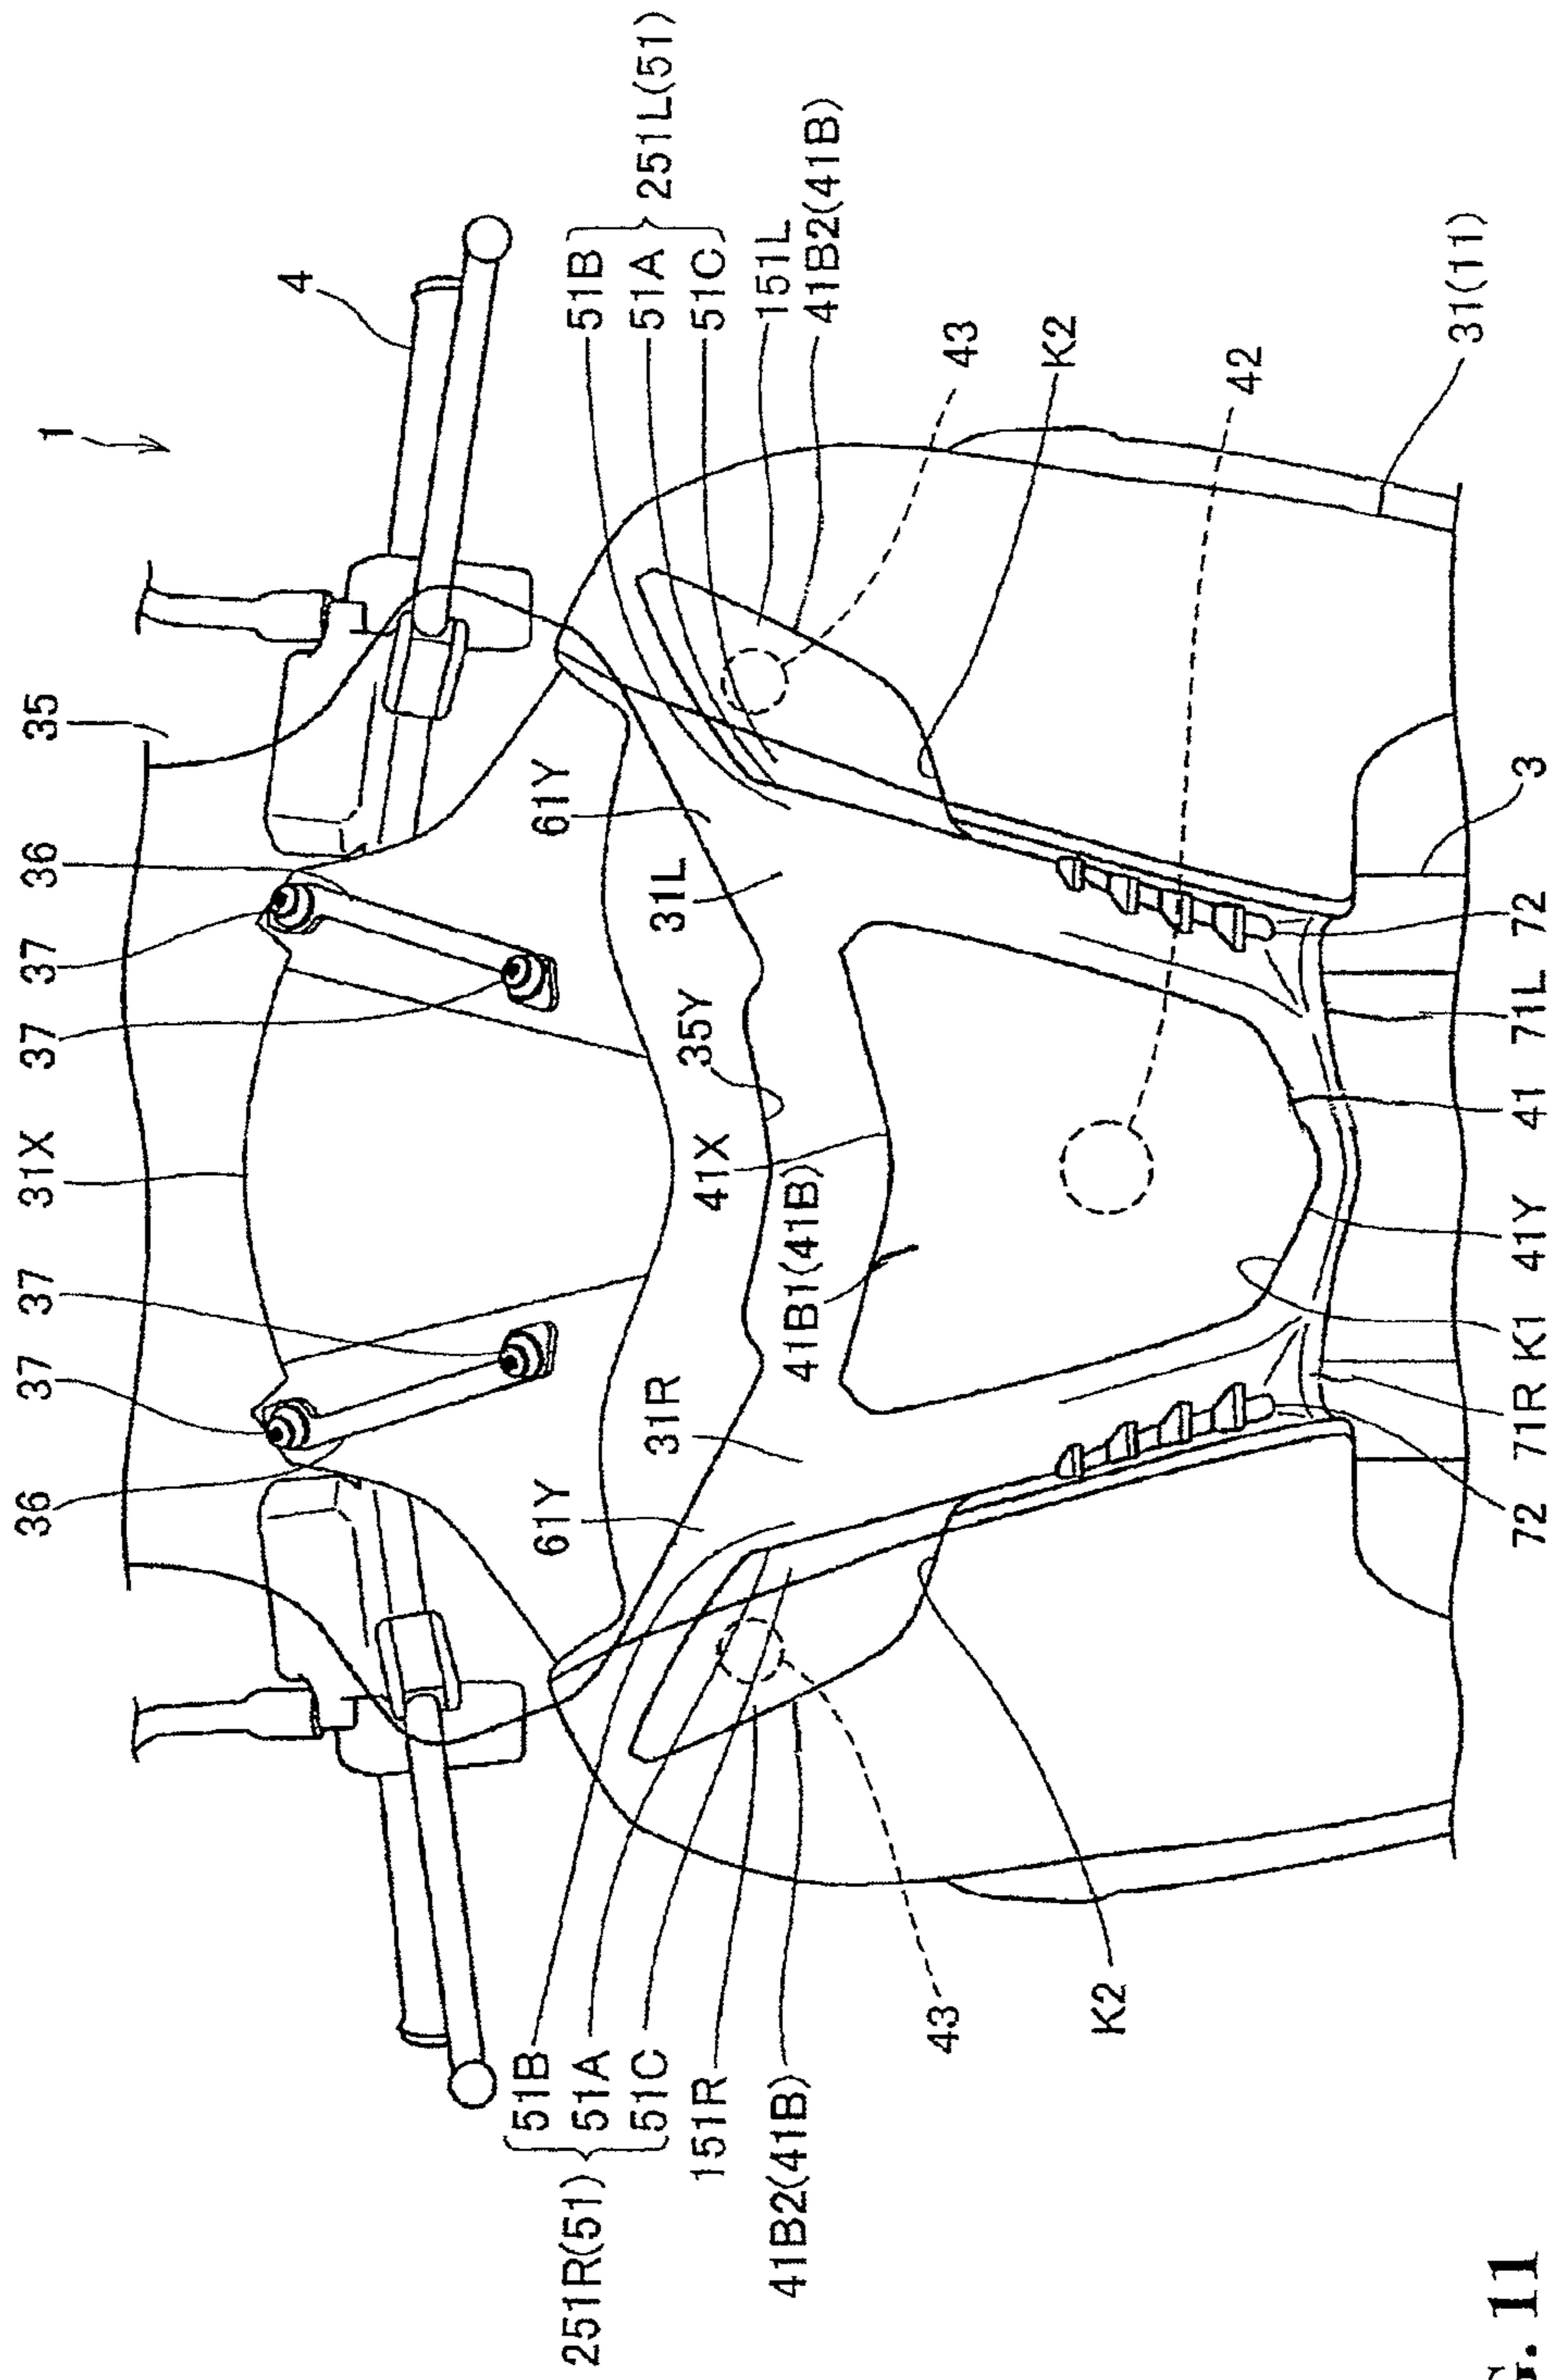 36 37 37 31X 37 37 36 35 1
4
61Y 61Y
51B 51B
51A 251L(51)
251R(51) 51A
51C 31R 31L 51C
35Y
151R 41X 151L
41B2(41B) 41B1(41B) 41B2(41B)
43 43
K2 K2
42
31(11)
72 71R K1 41Y 41 71L 72 3
G. 11